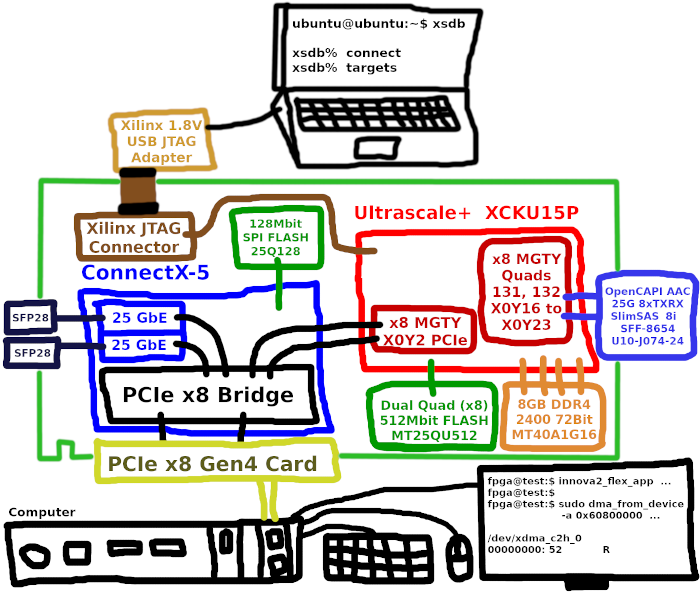 ubuntu@ubuntu:~$ xsdb
xsdb% connect
xsdb% targets
Xilinx 1.8V
USB JTAG
Adapter
Xilinx JTAG
Connector
128Mbit
SPI FLASH
25Q128
Ultrascale+ XCKU15P
ConnectX-5
x8 MGTY
Quads
131, 132
X0Y16 to
X0Y23
OpenCAPI AAC
25G 8xTXRX
SlimSAS 8i
SFF-8654
U10-J074-24
SFP28
25 GbE
SFP28
25 GbE
x8 MGTY
X0Y2 PCIe
PCIe x8 Bridge
Dual Quad (x8)
512Mbit FLASH
MT25QU512
8GB DDR4
2400 72Bit
MT40A1G16
PCIe x8 Gen4 Card
Computer
fpga@test:$ innova2_flex_app ...
fpga@test:$
fpga@test:$ sudo dma_from_device
-a 0x60800000 ...
/dev/xdma_c2h_0
00000000: 52 R